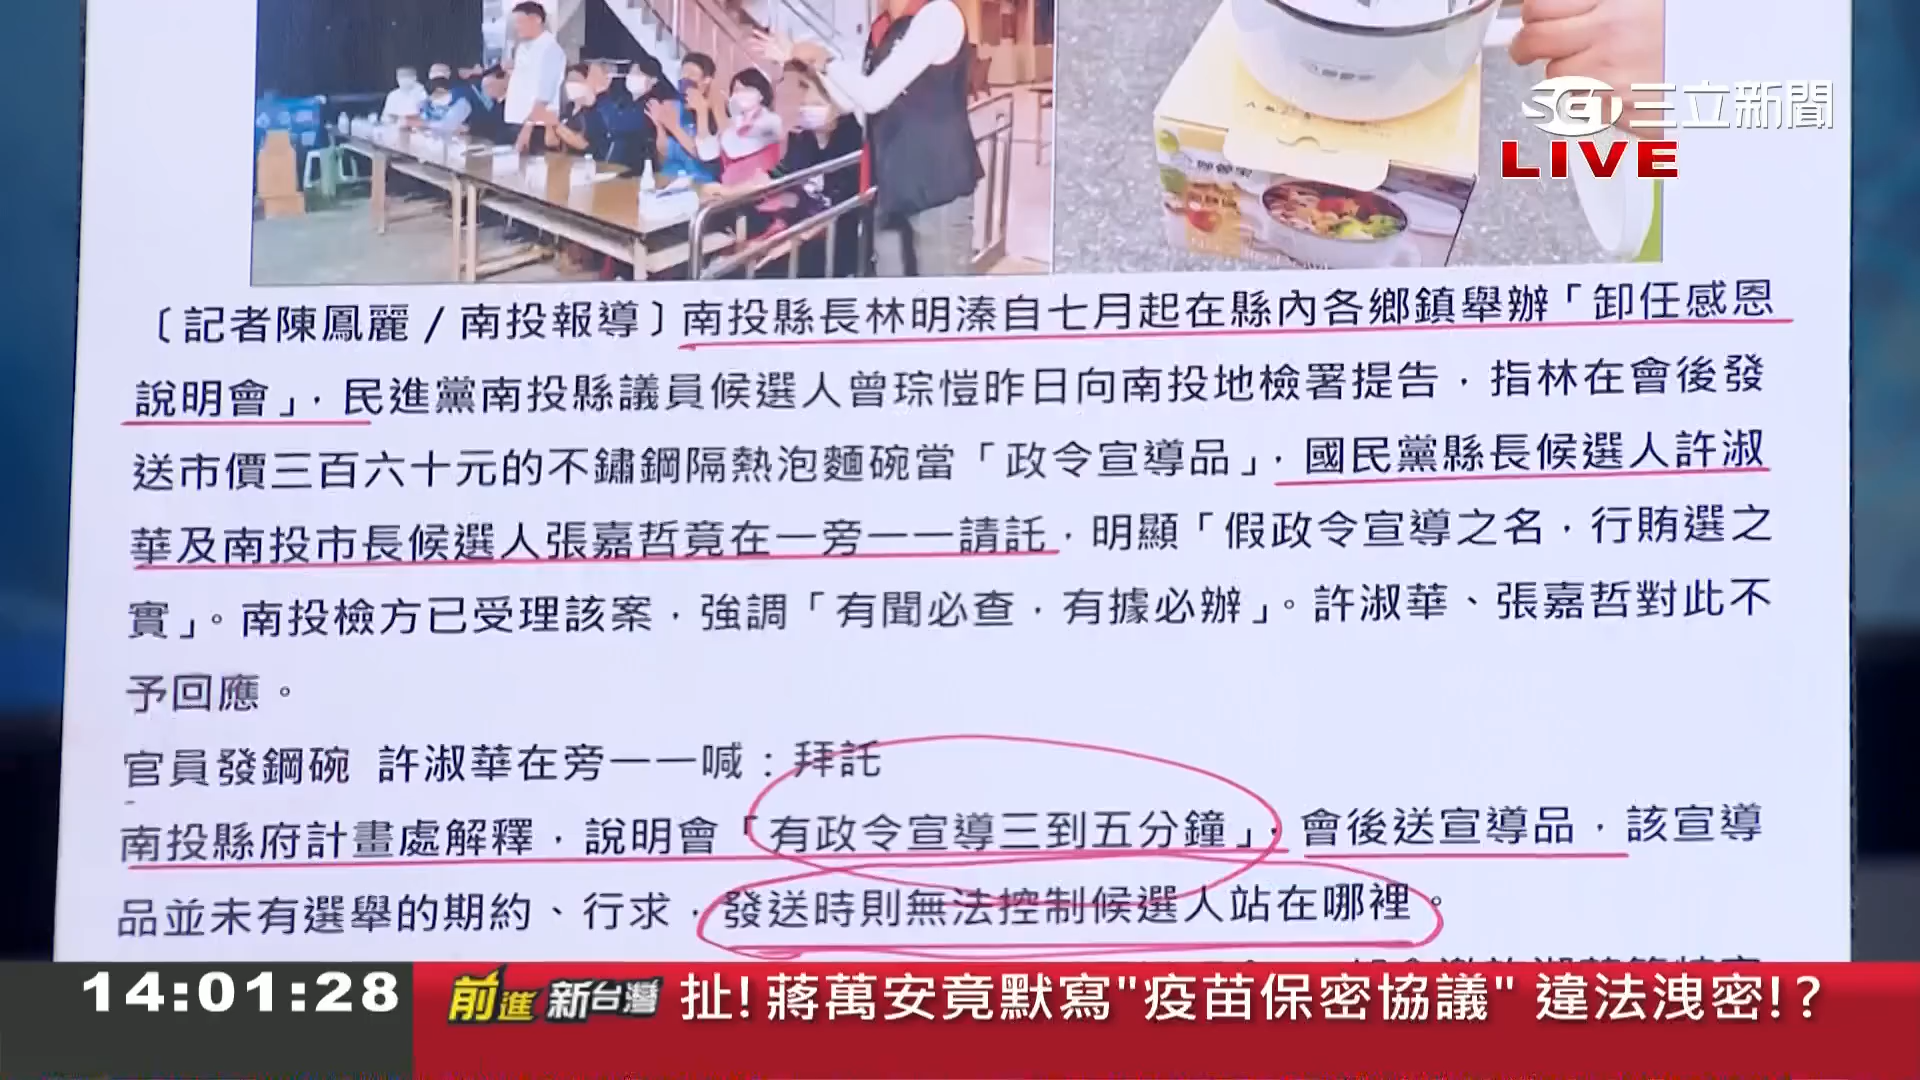 SET三立新聞
LIVE
〔記者陳鳳麗/南投報導〕南投縣長林明溱自七月起在縣內各鄉鎮舉辦「卸任感恩
說明會」,民進黨南投縣議員候選人曾琮愷昨日向南投地檢署提告,指林在會後發
送市價三百六十元的不鏽鋼隔熱泡麵碗當「政令宣導品」,國民黨縣長候選人許淑
華及南投市長候選人張嘉哲竟在一旁一一請託,明顯「假政令宣導之名,行賄選之
實」。南投檢方已受理該案,強調「有聞必查,有據必辦」。許淑華、張嘉哲對此不
予回應。
官員發鋼碗 許淑華在旁一一喊:拜託
南投縣府計畫處解釋,說明會「有政令宣導三到五分鐘」,會後送宣導品,該宣導
品並未有選舉的期約、行求,發送時則無法控制候選人站在哪裡。
14:01:28
前進新台灣
扯!蔣萬安竟默寫"疫苗保密協議" 違法洩密!?